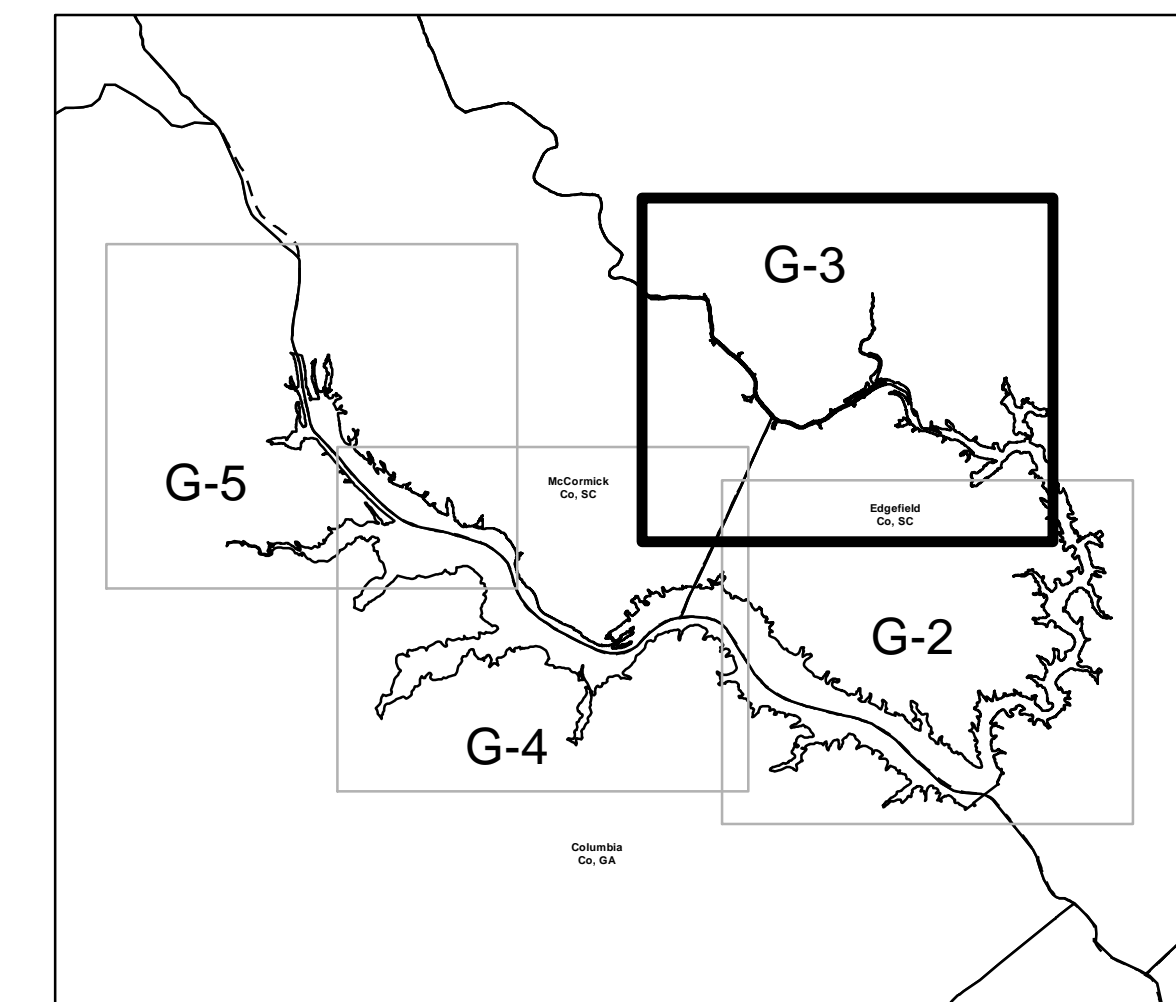 G-3
G-5
McCormick
Co, SC
Edgefield
Co, SC
G-2
G-4
Columbia
Co, GA